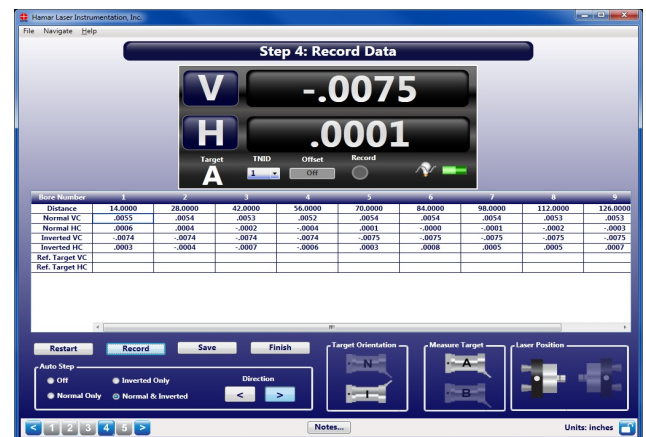 Hamar Laser Instrumentation, Inc.
File Navigate Help
Step 4: Record Data
V -.0075
H .0001
Target TNID Offset Record
A 1 Off
Bore Number 1 2 3 4 5 6 7 8 9
Distance 14.0000 28.0000 42.0000 56.0000 70.0000 84.0000 98.0000 112.0000 126.0000
Normal VC .0055 .0054 .0053 .0052 .0054 .0054 .0054 .0053 .0053
Normal HC .0006 .0004 -.0002 -.0004 .0001 -.0000 -.0001 -.0002 -.0003
Inverted VC -.0074 -.0074 -.0074 -.0074 -.0075 -.0075 -.0075 -.0075 -.0075
Inverted HC .0003 -.0004 -.0007 -.0006 .0003 .0008 .0005 .0005 .0007
Ref. Target VC
Ref. Target HC
Restart Record Save Finish
Auto Step
Off Inverted Only Direction
Normal Only Normal & Inverted < >
Target Orientation
N
I
Measure Target
A
B
Laser Position
< 1 2 3 4 5 > Notes... Units: inches